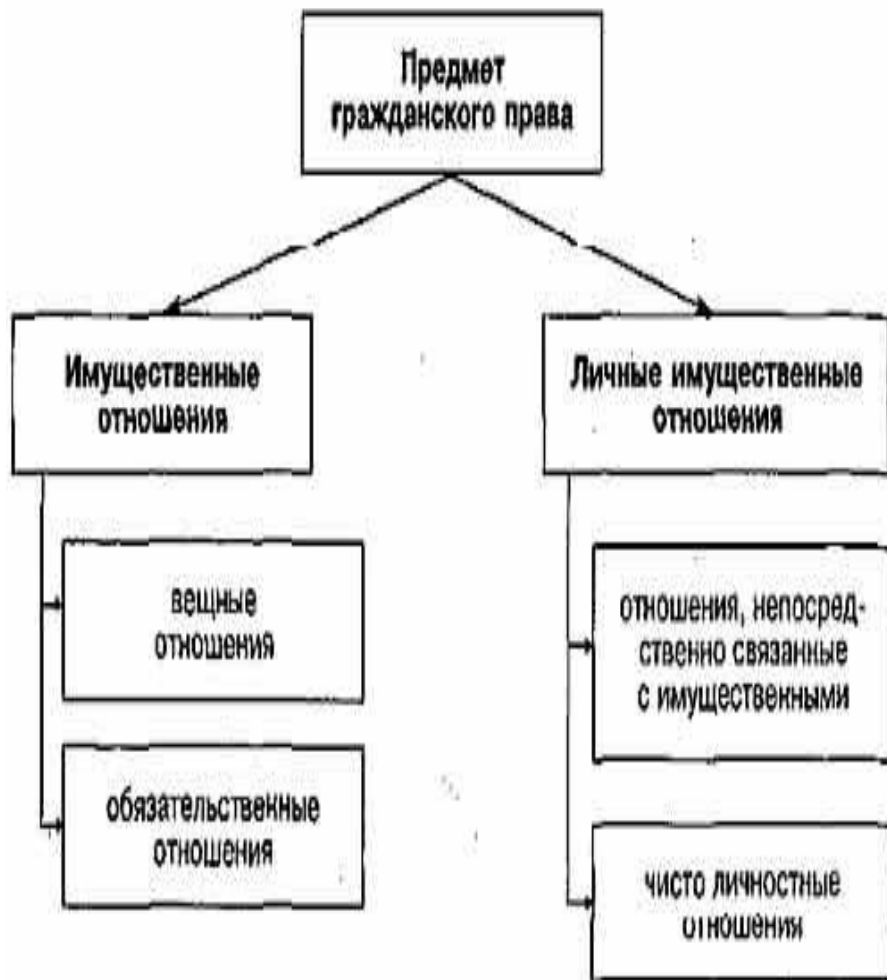 Предмет
гражданского права
Имущественные
отношения
Личные имущественные
отношения
вещные
отношения
обязательственные
отношения
отношения, непосред-
ственно связанные
с имущественными
чисто личностные
отношения